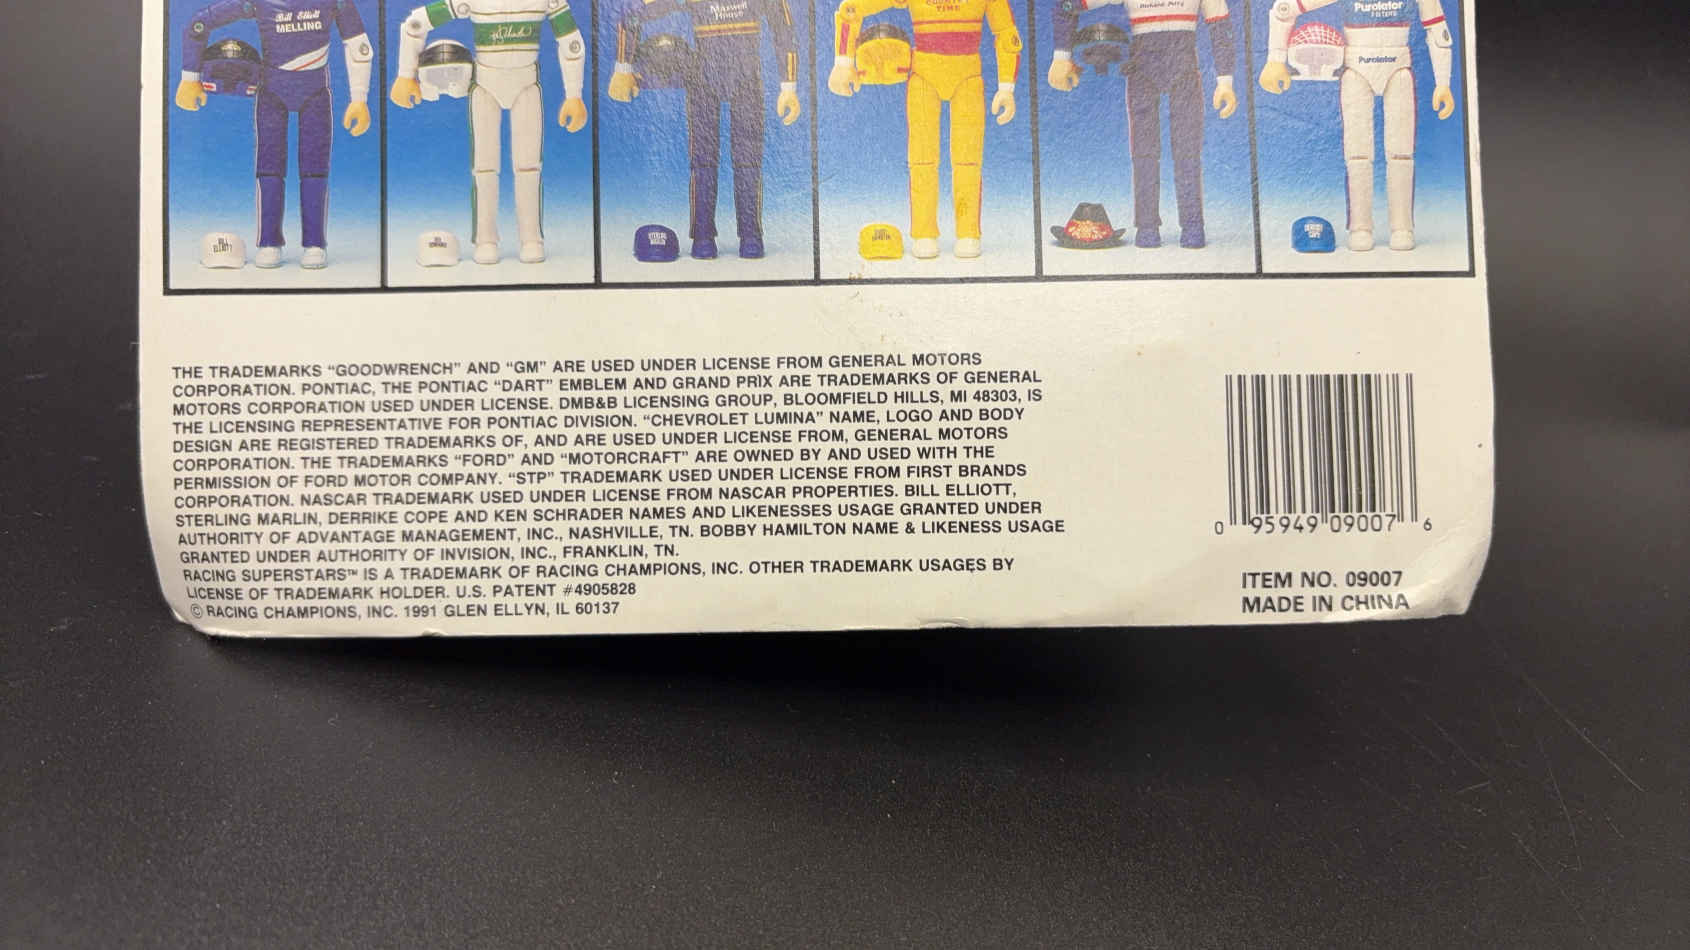 Bill Elliott
MELLING
Maxwell
House
COUNTRY
TIME
Richard Petty
Purolator
FILTERS
Purolator
BILL
ELLIOTT
STERLING
MARLIN
DERRIKE
COPE
THE TRADEMARKS “GOODWRENCH” AND “GM” ARE USED UNDER LICENSE FROM GENERAL MOTORS
CORPORATION. PONTIAC, THE PONTIAC “DART” EMBLEM AND GRAND PRIX ARE TRADEMARKS OF GENERAL
MOTORS CORPORATION USED UNDER LICENSE. DMB&B LICENSING GROUP, BLOOMFIELD HILLS, MI 48303, IS
THE LICENSING REPRESENTATIVE FOR PONTIAC DIVISION. “CHEVROLET LUMINA” NAME, LOGO AND BODY
DESIGN ARE REGISTERED TRADEMARKS OF, AND ARE USED UNDER LICENSE FROM, GENERAL MOTORS
CORPORATION. THE TRADEMARKS “FORD” AND “MOTORCRAFT” ARE OWNED BY AND USED WITH THE
PERMISSION OF FORD MOTOR COMPANY. “STP” TRADEMARK USED UNDER LICENSE FROM FIRST BRANDS
CORPORATION. NASCAR TRADEMARK USED UNDER LICENSE FROM NASCAR PROPERTIES. BILL ELLIOTT,
STERLING MARLIN, DERRIKE COPE AND KEN SCHRADER NAMES AND LIKENESSES USAGE GRANTED UNDER
AUTHORITY OF ADVANTAGE MANAGEMENT, INC., NASHVILLE, TN. BOBBY HAMILTON NAME & LIKENESS USAGE
GRANTED UNDER AUTHORITY OF INVISION, INC., FRANKLIN, TN.
RACING SUPERSTARS™ IS A TRADEMARK OF RACING CHAMPIONS, INC. OTHER TRADEMARK USAGES BY
LICENSE OF TRADEMARK HOLDER. U.S. PATENT #4905828
© RACING CHAMPIONS, INC. 1991 GLEN ELLYN, IL 60137
0 95949 09007 6
ITEM NO. 09007
MADE IN CHINA